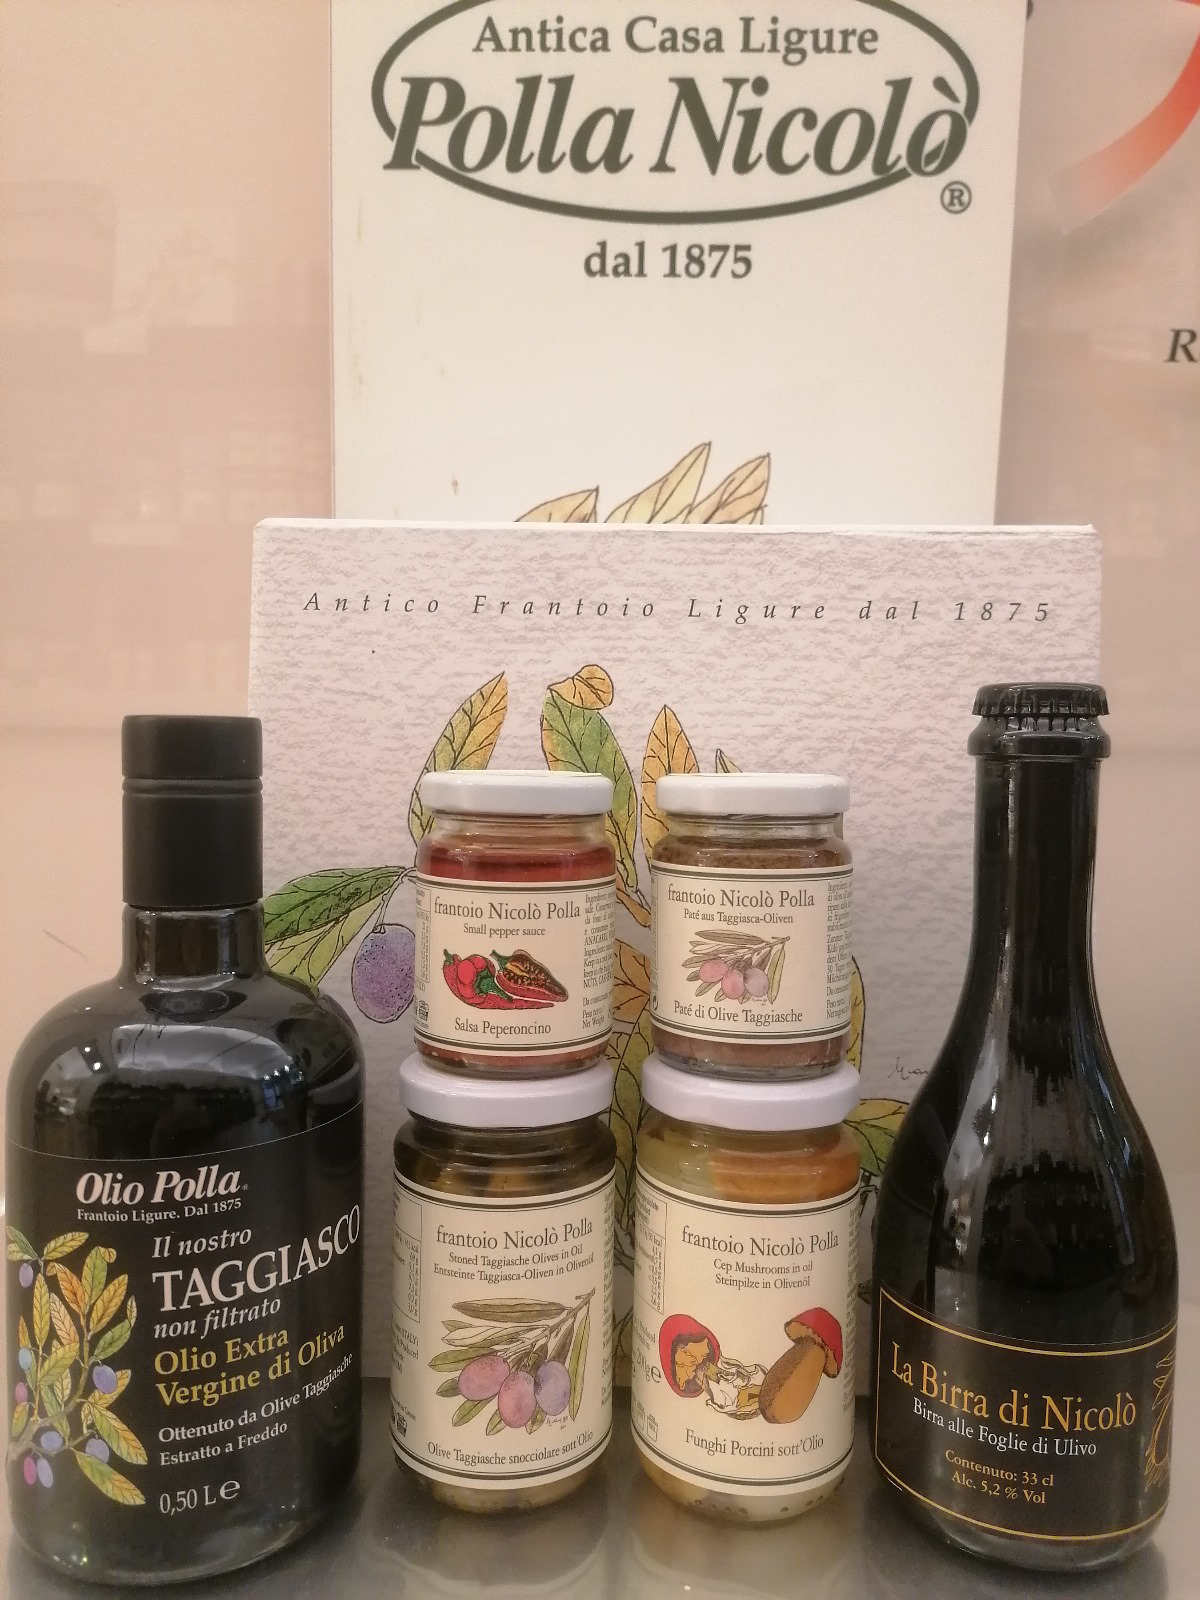 Antica Casa Ligure
Polla Nicolò
®
dal 1875
R
Antico Frantoio Ligure dal 1875
frantoio Nicolò Polla
Small pepper sauce
Salsa Peperoncino
frantoio Nicolò Polla
Paté aus Taggiasca-Oliven
Paté di Olive Taggiasche
Olio Polla®
Frantoio Ligure. Dal 1875
Il nostro
TAGGIASCO
non filtrato
Olio Extra
Vergine di Oliva
Ottenuto da Olive Taggiasche
Estratto a Freddo
0,50 L e
frantoio Nicolò Polla
Stoned Taggiasche Olives in Oil
Entsteinte Taggiasca-Oliven in Olivenöl
Olive Taggiasche snocciolate sott'Olio
frantoio Nicolò Polla
Cep Mushrooms in oil
Steinpilze in Olivenöl
Funghi Porcini sott'Olio
La Birra di Nicolò
Birra alle Foglie di Ulivo
Contenuto: 33 cl
Alc. 5,2 % Vol